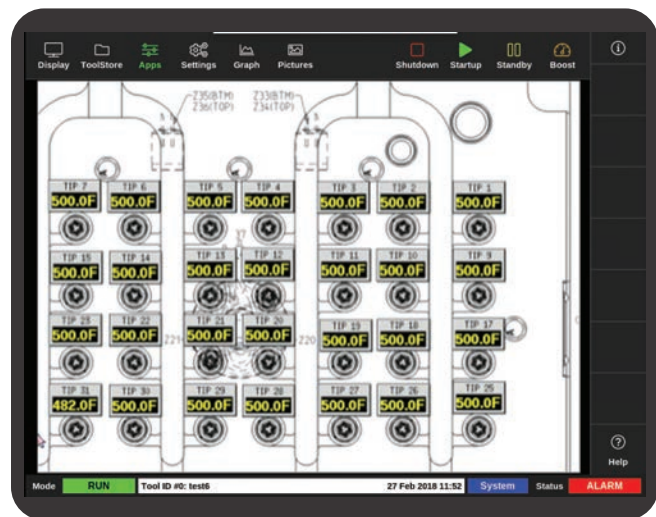 Display ToolStore Apps Settings Graph Pictures Shutdown Startup Standby Boost
Z35(BTM) Z33(BTM)
Z36(TOP) Z34(TOP)
TIP 7 TIP 6 TIP 5 TIP 4 TIP 3 TIP 2 TIP 1
500.0F 500.0F 500.0F 500.0F 500.0F 500.0F 500.0F
TIP 15 TIP 14 TIP 13 TIP 12 TIP 11 TIP 10 TIP 9
500.0F 500.0F 500.0F 500.0F 500.0F 500.0F 500.0F
TIP 23 TIP 22 TIP 21 TIP 20 TIP 19 TIP 18 TIP 17
500.0F 500.0F 500.0F 500.0F 500.0F 500.0F 500.0F
Z21 Z20
TIP 31 TIP 30 TIP 29 TIP 28 TIP 27 TIP 26 TIP 25
482.0F 500.0F 500.0F 500.0F 500.0F 500.0F 500.0F
Help
Mode RUN Tool ID #0: test6 27 Feb 2018 11:52 System Status ALARM